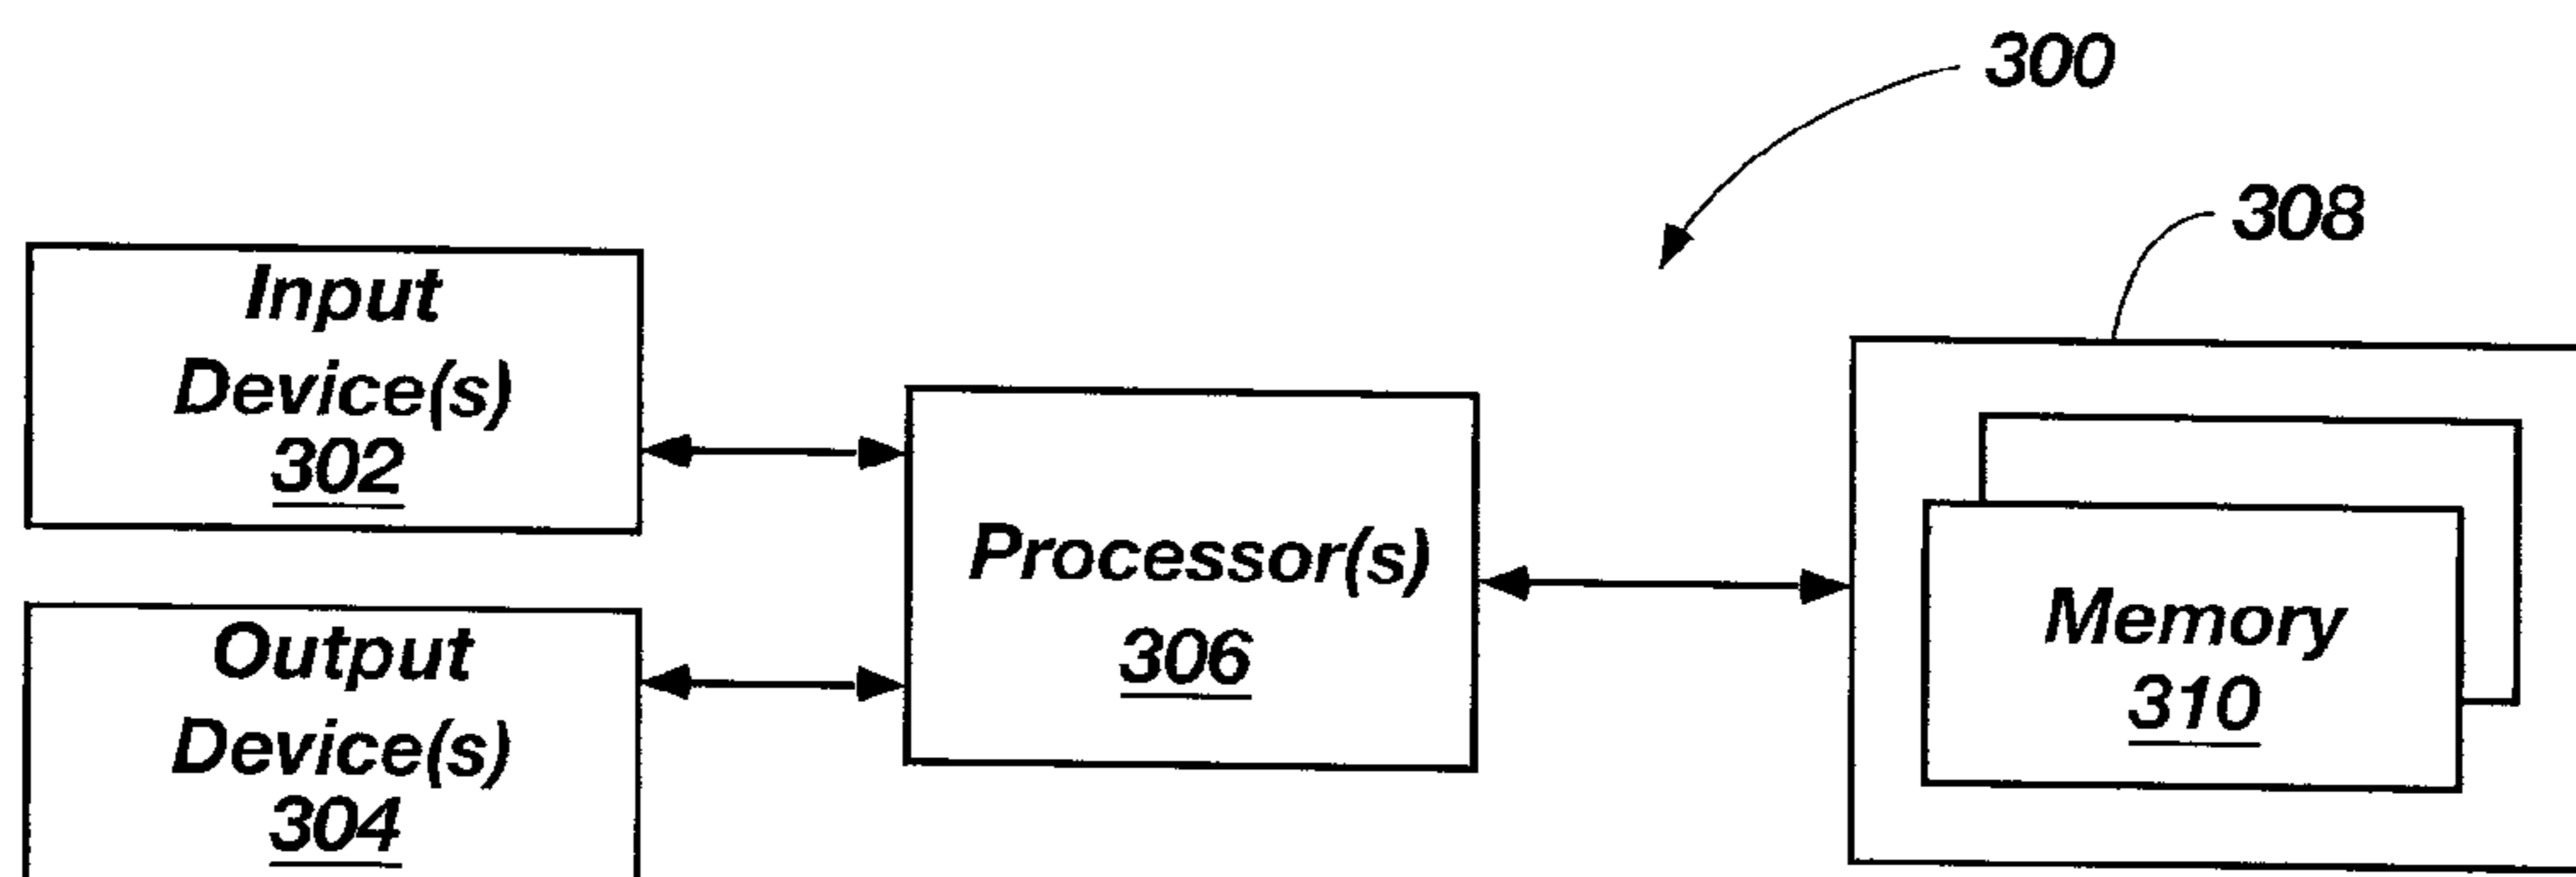 300
308
Input
Device(s)
302
Output
Device(s)
304
Processor(s)
306
Memory
310